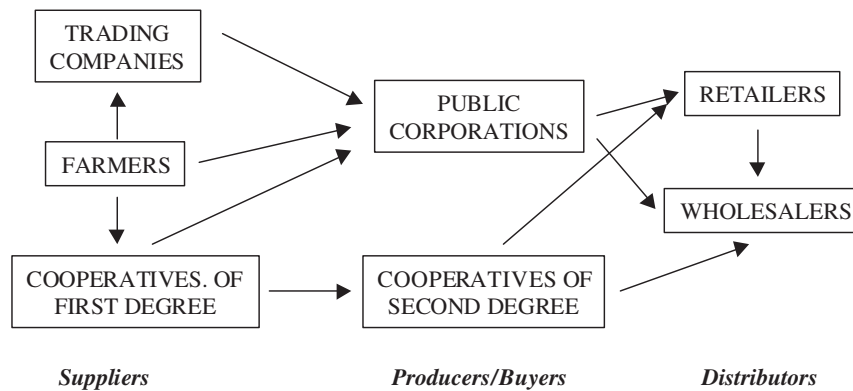 TRADING
COMPANIES
FARMERS
COOPERATIVES. OF
FIRST DEGREE
PUBLIC
CORPORATIONS
COOPERATIVES OF
SECOND DEGREE
RETAILERS
WHOLESALERS
Suppliers
Producers/Buyers
Distributors